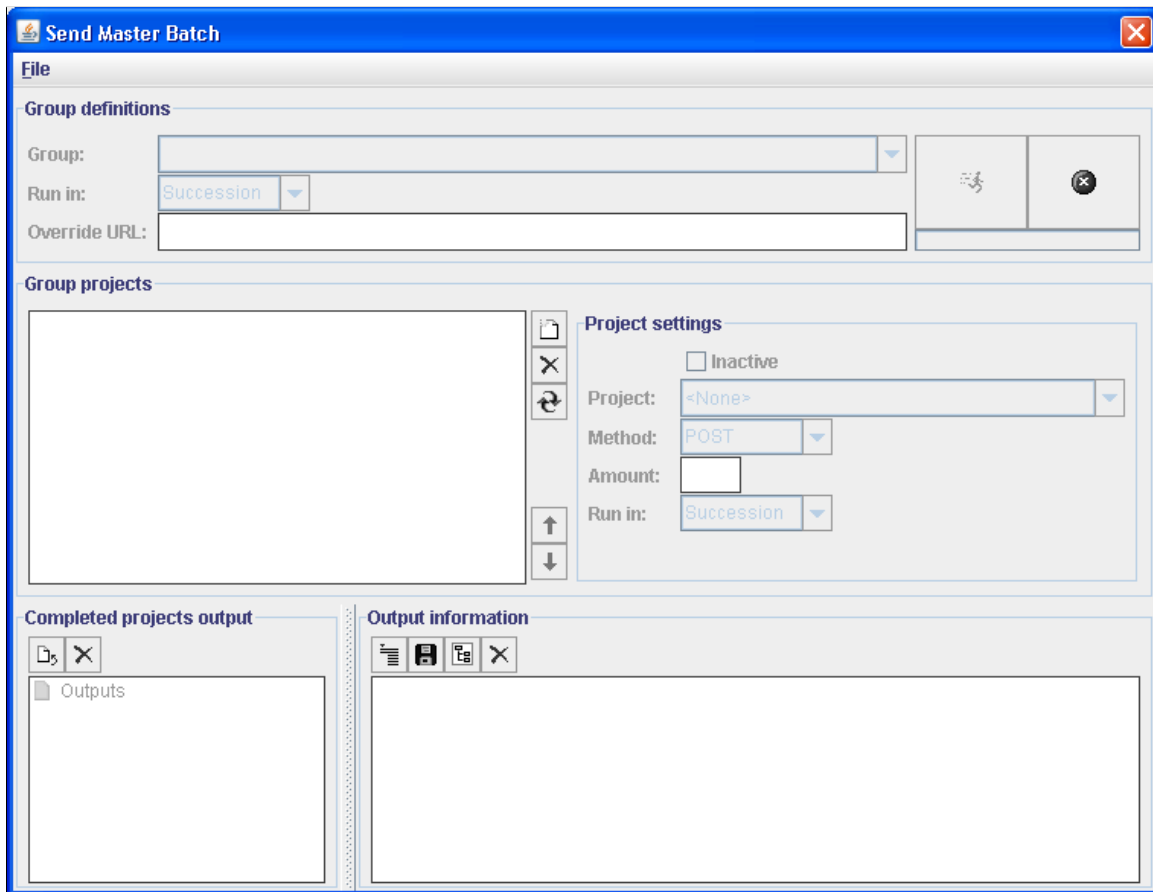 Send Master Batch
File
Group definitions
Group:
Run in: Succession
Override URL:
Group projects
Project settings
Inactive
Project: <None>
Method: POST
Amount:
Run in: Succession
Completed projects output
Outputs
Output information